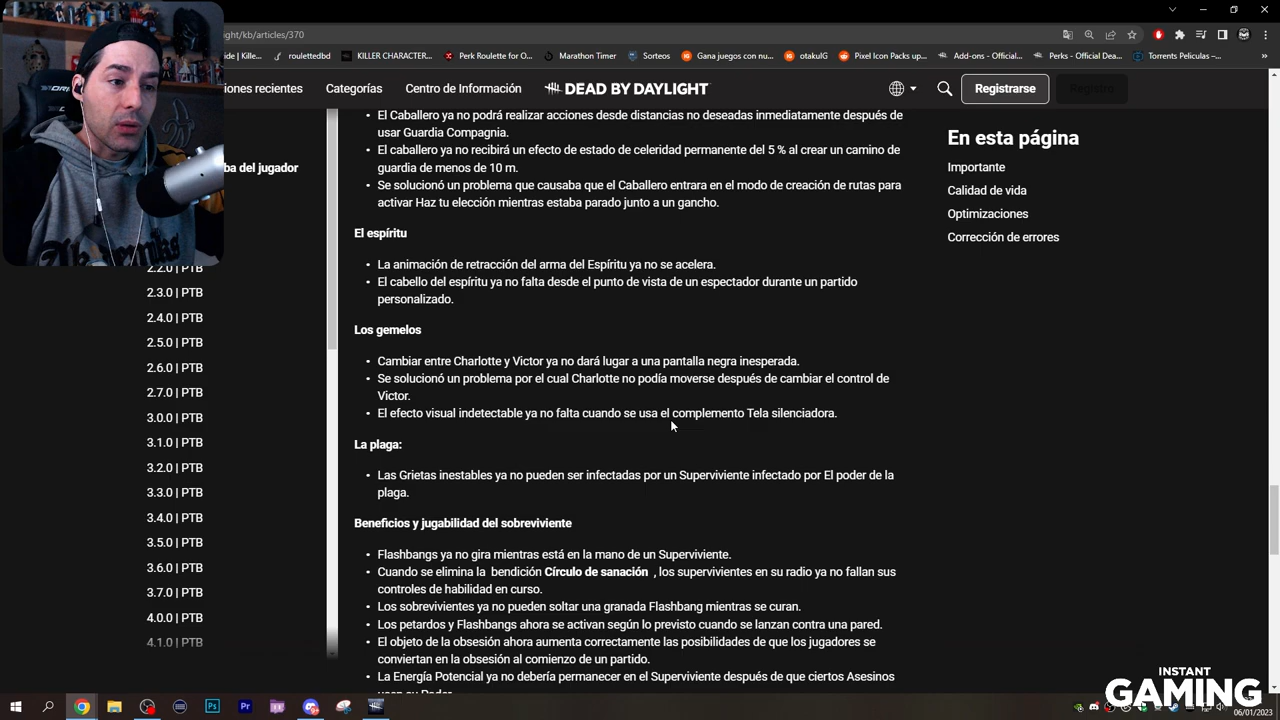 ight/kb/articles/370
ide | Kille...
roulettedbd
KILLER CHARACTER...
Perk Roulette for O...
Marathon Timer
Sorteos
Gana juegos con nu...
otakulG
Pixel Icon Packs up...
Add-ons - Official...
Perks - Official Dea...
Torrents Peliculas –...
iones recientes
Categorías
Centro de Información
DEAD BY DAYLIGHT
Registrarse
Registro
ba del jugador
2.2.0 | PTB
2.3.0 | PTB
2.4.0 | PTB
2.5.0 | PTB
2.6.0 | PTB
2.7.0 | PTB
3.0.0 | PTB
3.1.0 | PTB
3.2.0 | PTB
3.3.0 | PTB
3.4.0 | PTB
3.5.0 | PTB
3.6.0 | PTB
3.7.0 | PTB
4.0.0 | PTB
4.1.0 | PTB
El Caballero ya no podrá realizar acciones desde distancias no deseadas inmediatamente después de
usar Guardia Compagnia.
El caballero ya no recibirá un efecto de estado de celeridad permanente del 5 % al crear un camino de
guardia de menos de 10 m.
Se solucionó un problema que causaba que el Caballero entrara en el modo de creación de rutas para
activar Haz tu elección mientras estaba parado junto a un gancho.
El espíritu
La animación de retracción del arma del Espíritu ya no se acelera.
El cabello del espíritu ya no falta desde el punto de vista de un espectador durante un partido
personalizado.
Los gemelos
Cambiar entre Charlotte y Victor ya no dará lugar a una pantalla negra inesperada.
Se solucionó un problema por el cual Charlotte no podía moverse después de cambiar el control de
Victor.
El efecto visual indetectable ya no falta cuando se usa el complemento Tela silenciadora.
La plaga:
Las Grietas inestables ya no pueden ser infectadas por un Superviviente infectado por El poder de la
plaga.
Beneficios y jugabilidad del sobreviviente
Flashbangs ya no gira mientras está en la mano de un Superviviente.
Cuando se elimina la bendición Círculo de sanación , los supervivientes en su radio ya no fallan sus
controles de habilidad en curso.
Los sobrevivientes ya no pueden soltar una granada Flashbang mientras se curan.
Los petardos y Flashbangs ahora se activan según lo previsto cuando se lanzan contra una pared.
El objeto de la obsesión ahora aumenta correctamente las posibilidades de que los jugadores se
conviertan en la obsesión al comienzo de un partido.
La Energía Potencial ya no debería permanecer en el Superviviente después de que ciertos Asesinos
usen su Poder.
En esta página
Importante
Calidad de vida
Optimizaciones
Corrección de errores
INSTANT
GAMING
Ps
Pr
06/01/2023